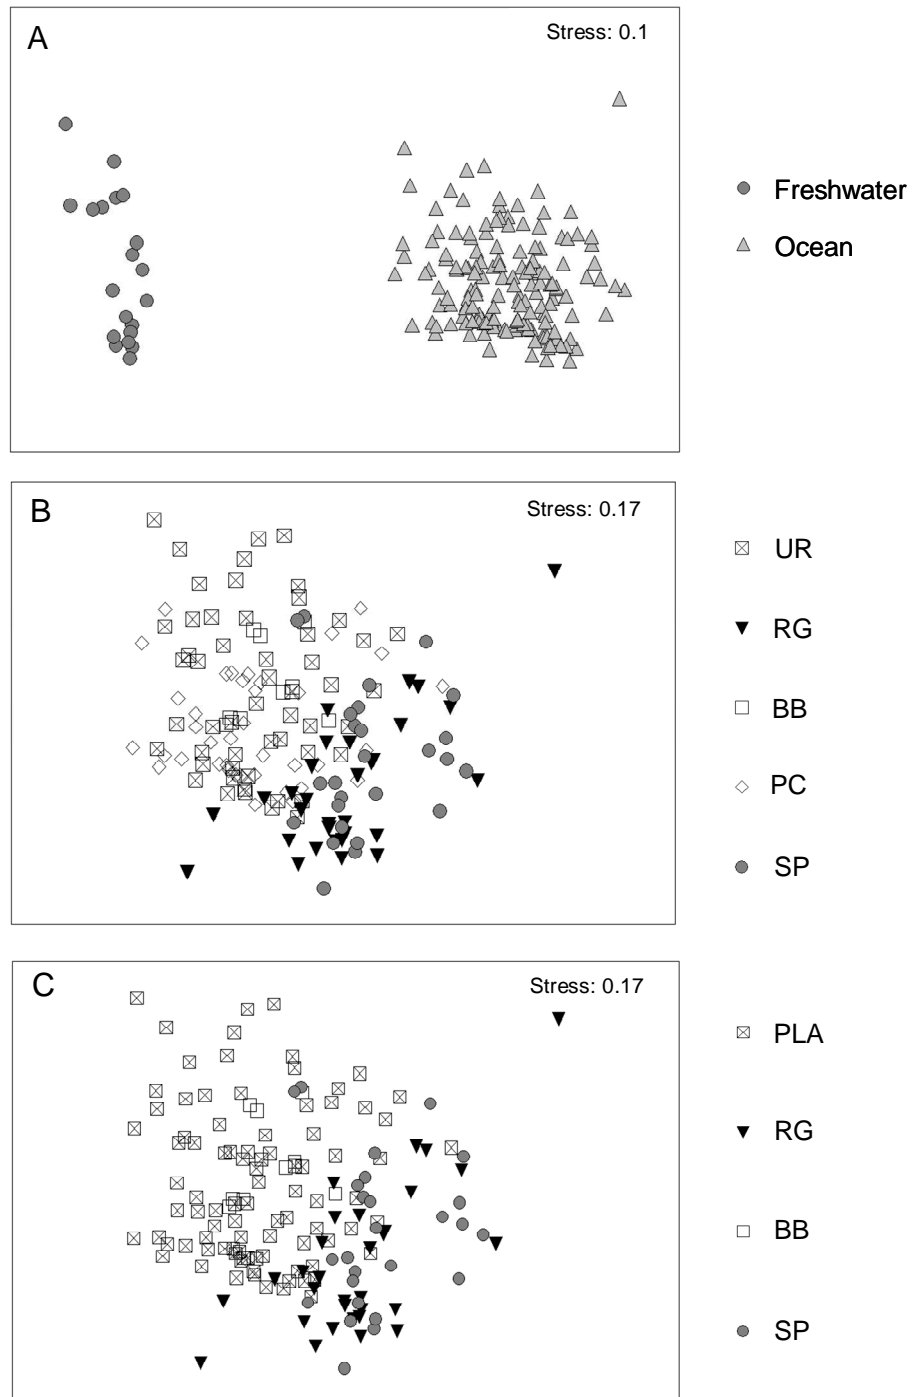 A
Stress: 0.1
Freshwater
Ocean
B
Stress: 0.17
UR
RG
BB
PC
SP
C
Stress: 0.17
PLA
RG
BB
SP